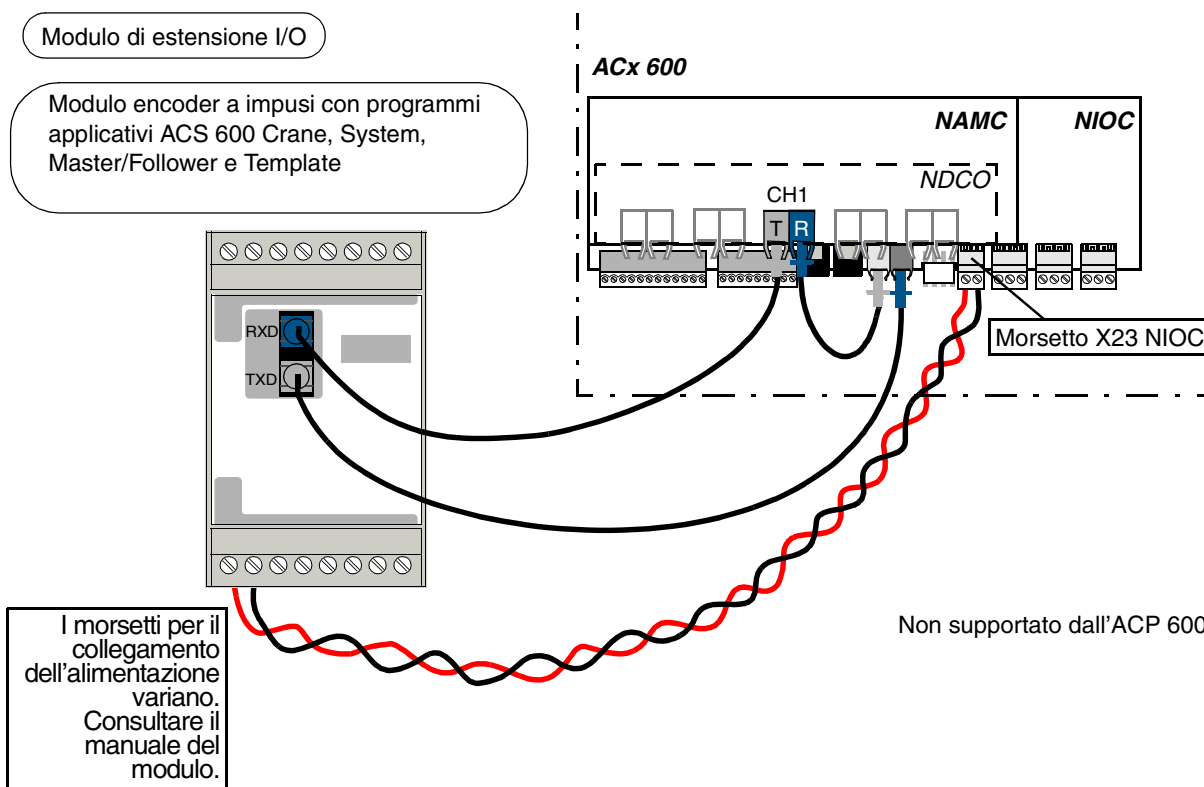 Modulo di estensione I/O
Modulo encoder a impusi con programmi
applicativi ACS 600 Crane, System,
Master/Follower e Template
ACx 600
NAMC
NIOC
NDCO
CH1
T
R
RXD
TXD
Morsetto X23 NIOC
Non supportato dall'ACP 600
I morsetti per il
collegamento
dell'alimentazione
variano.
Consultare il
manuale del
modulo.